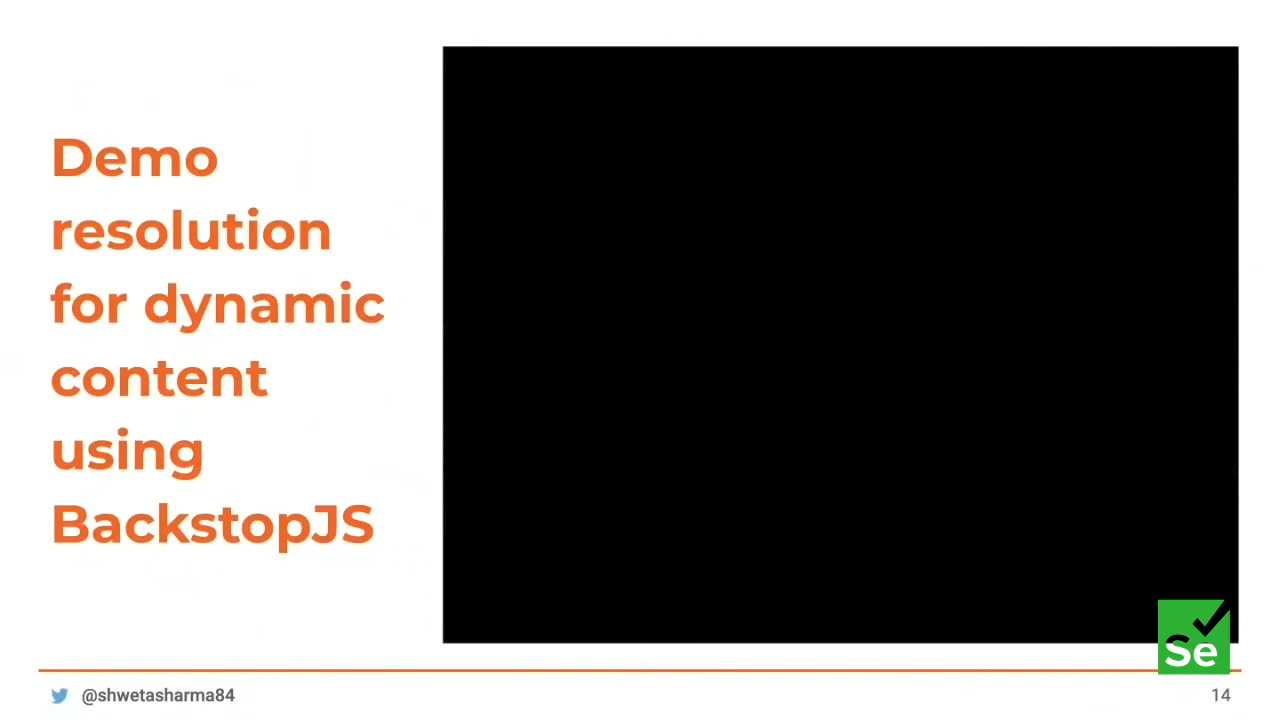 Demo
resolution
for dynamic
content
using
BackstopJS
Se
@shwetasharma84
14